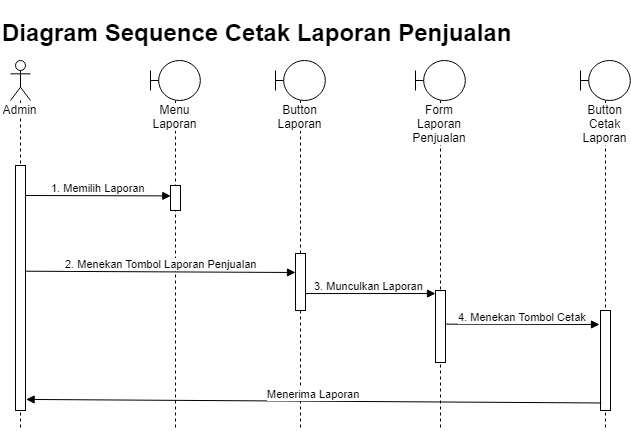 Diagram Sequence Cetak Laporan Penjualan
Admin
Menu
Laporan
Button
Laporan
Form
Laporan
Penjualan
Button
Cetak
Laporan
1. Memilih Laporan
2. Menekan Tombol Laporan Penjualan
3. Munculkan Laporan
4. Menekan Tombol Cetak
Menerima Laporan